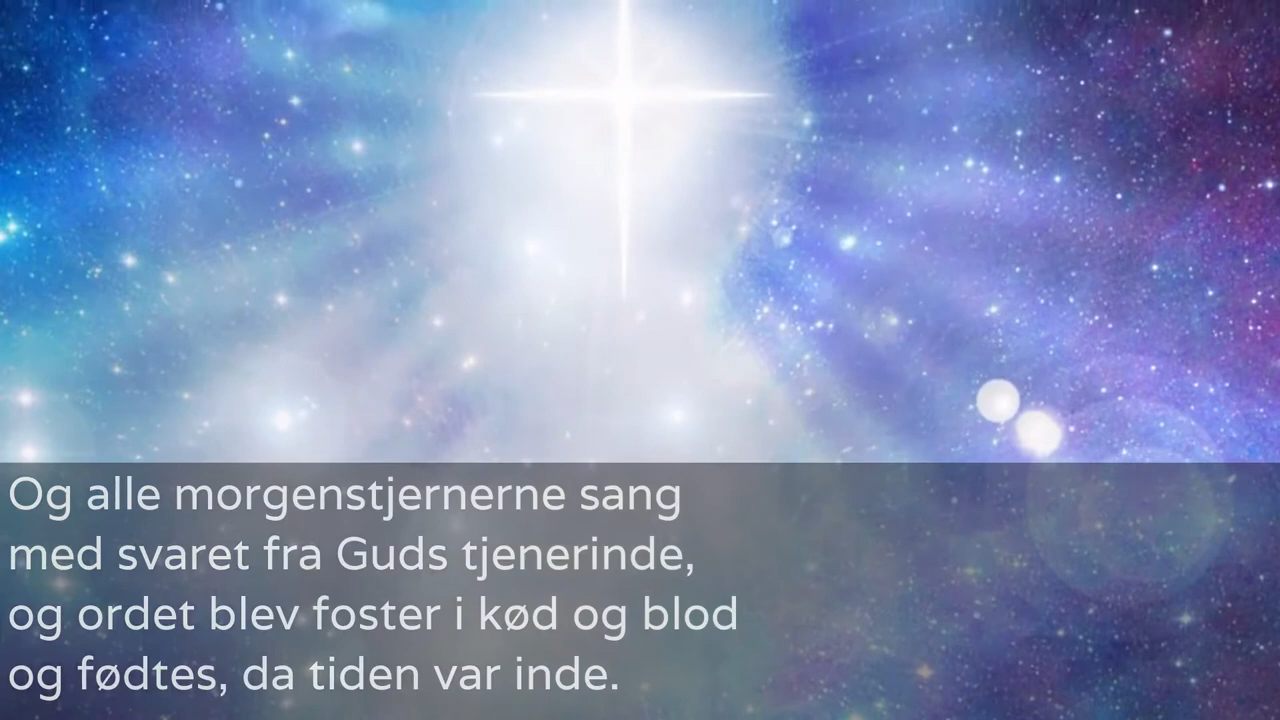 Og alle morgenstjernerne sang
med svaret fra Guds tjenerinde,
og ordet blev foster i kød og blod
og fødtes, da tiden var inde.